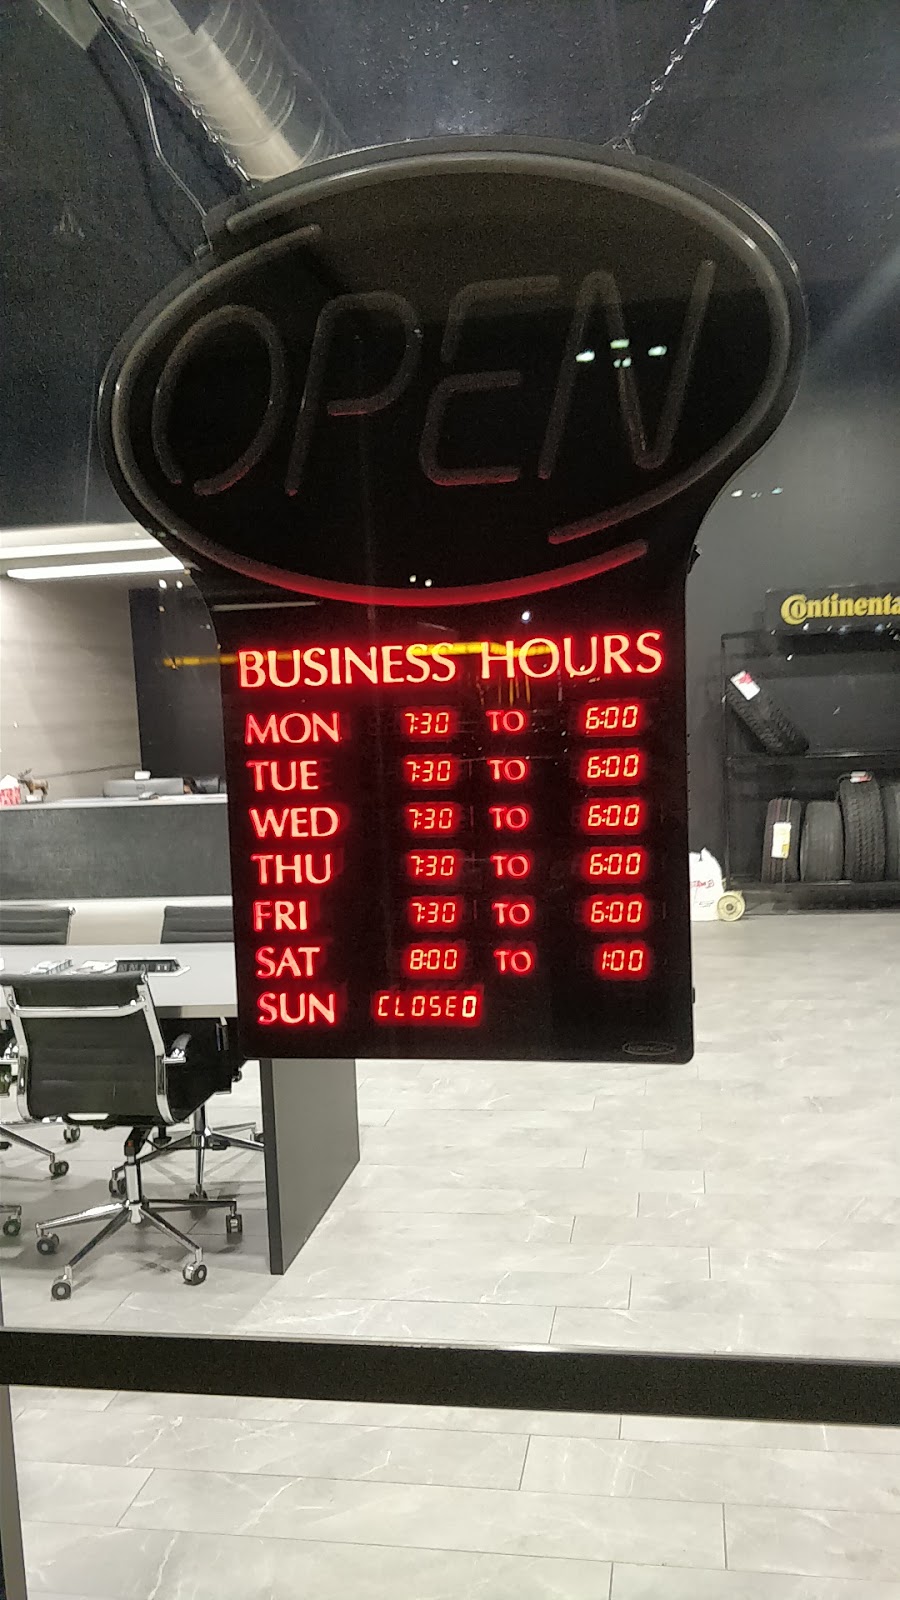 OPEN
BUSINESS HOURS
MON 7:30 TO 6:00
TUE 7:30 TO 6:00
WED 7:30 TO 6:00
THU 7:30 TO 6:00
FRI 7:30 TO 6:00
SAT 8:00 TO 1:00
SUN CLOSED
Continenta